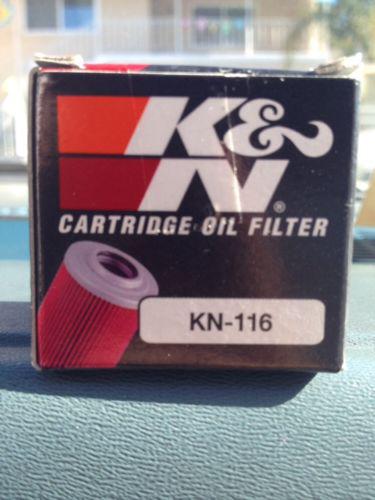 K&N®
CARTRIDGE OIL FILTER
KN-116